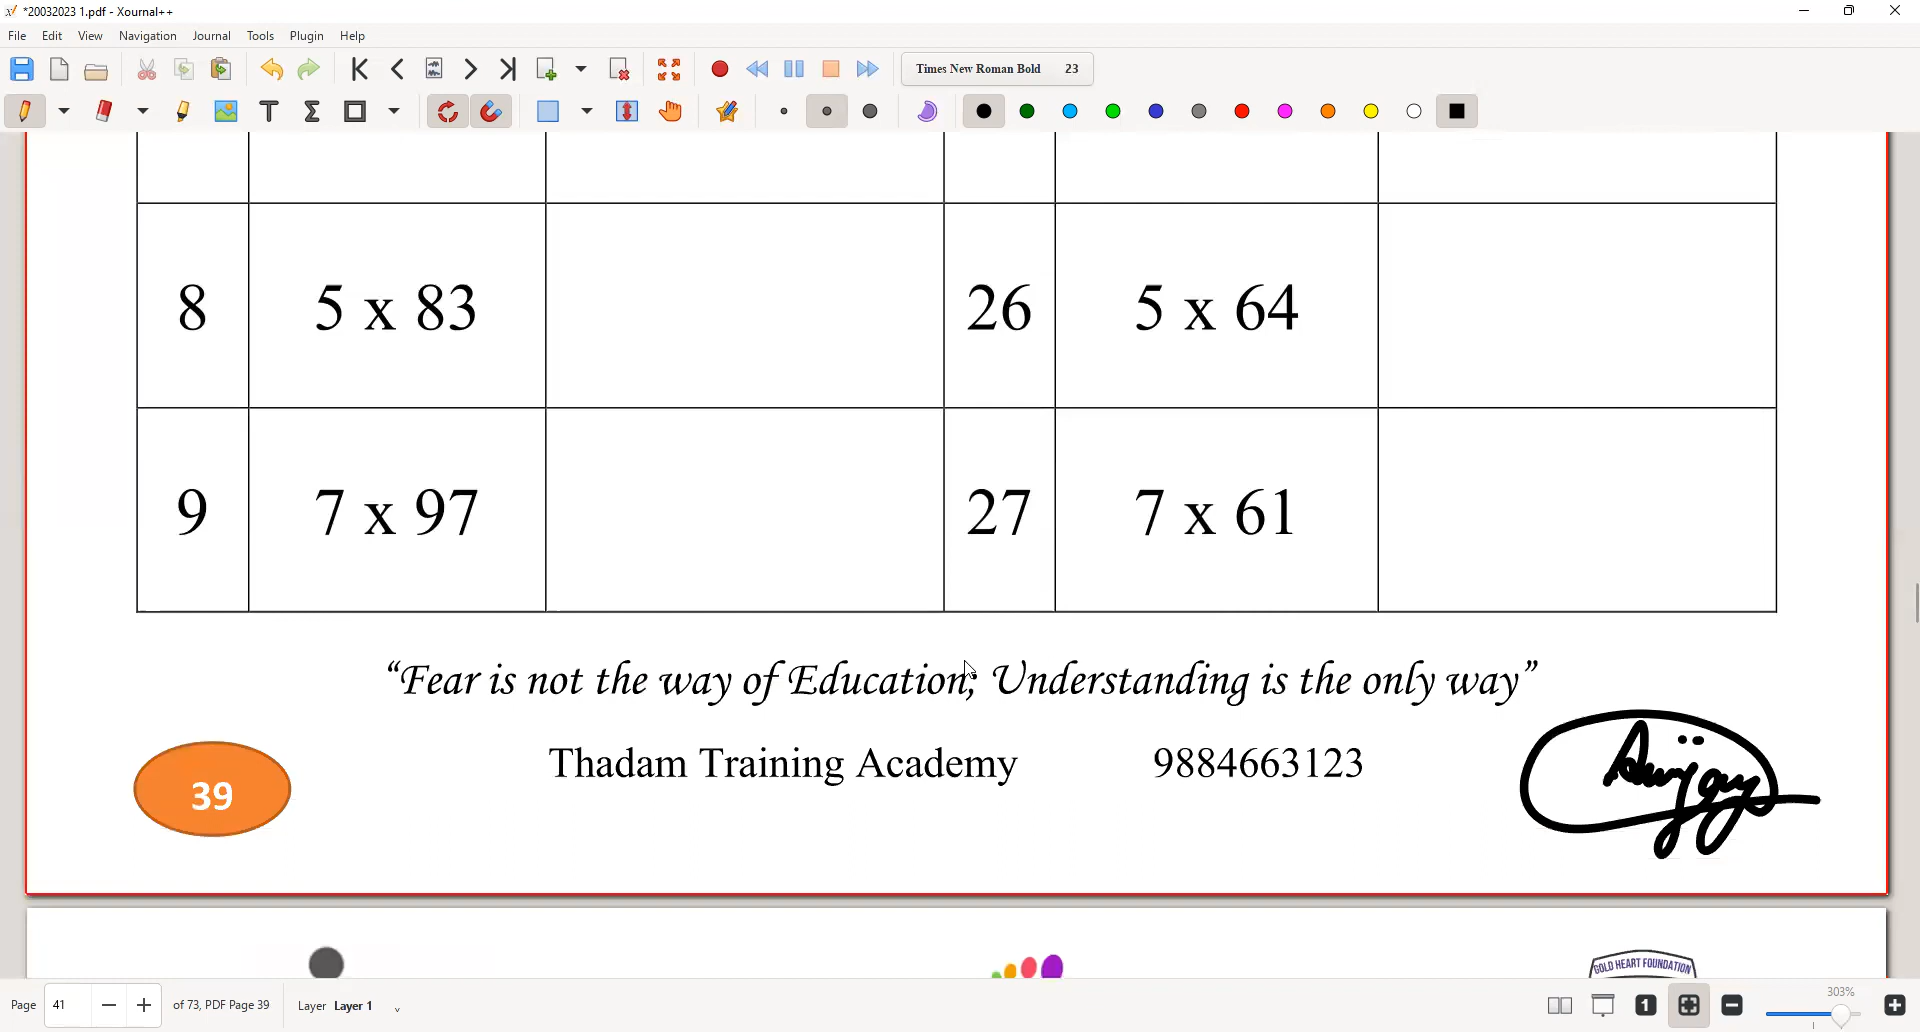 *20032023 1.pdf - Xournal++
File Edit View Navigation Journal Tools Plugin Help
Times New Roman Bold 23
8 5 x 83 26 5 x 64
9 7 x 97 27 7 x 61
“Fear is not the way of Education, Understanding is the only way”
39 Thadam Training Academy 9884663123
GOLD HEART FOUNDATION
Page 41 of 73, PDF Page 39 Layer Layer 1 1 303%